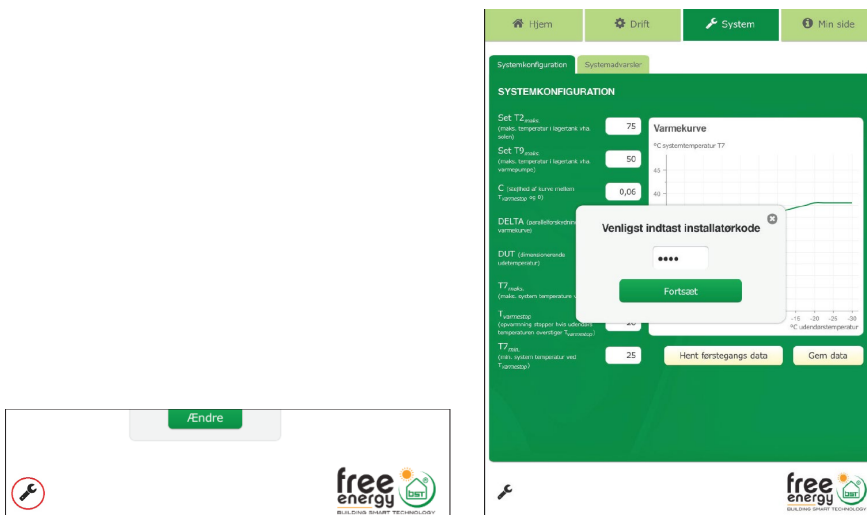 Ændre
free
energy
DST
BUILDING SMART TECHNOLOGY
Hjem
Drift
System
Min side
Systemkonfiguration
Systemadvarsler
SYSTEMKONFIGURATION
Set T2maks.
(maks. temperatur i lagertank vha.
solen)
75
Set T9maks.
(maks. temperatur i lagertank vha.
varmepumpe)
50
C (stejlhed af kurve mellem
Tvarmestop og 0)
0,06
DELTA (parallelforskydning
varmekurve)
DUT (dimensionerende
udetemperatur)
T7maks.
(maks. system temperature
Tvarmestop
(opvarmning stopper hvis udendørs
temperaturen overstiger Tvarmestop)
20
T7min.
(min. system temperatur ved
Tvarmestop)
25
Varmekurve
°C systemtemperatur T7
45
40
-15 -20 -25 -30
°C udendørstemperatur
Venligst indtast installatørkode
••••
Fortsæt
Hent førstegangs data
Gem data
free
energy
DST
BUILDING SMART TECHNOLOGY